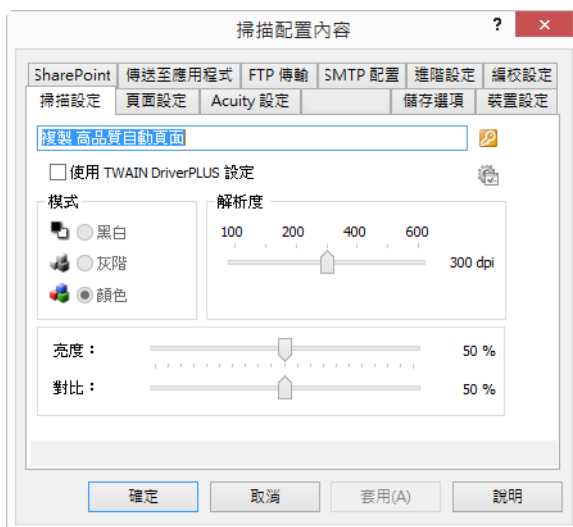 掃描配置內容
?
×
SharePoint 傳送至應用程式 FTP 傳輸 SMTP 配置 進階設定 編校設定
掃描設定 頁面設定 Acuity 設定 儲存選項 裝置設定
複製 高品質自動頁面
使用 TWAIN DriverPLUS 設定
模式
黑白
灰階
顏色
解析度
100 200 400 600
300 dpi
亮度： 50 %
對比： 50 %
確定 取消 套用(A) 說明